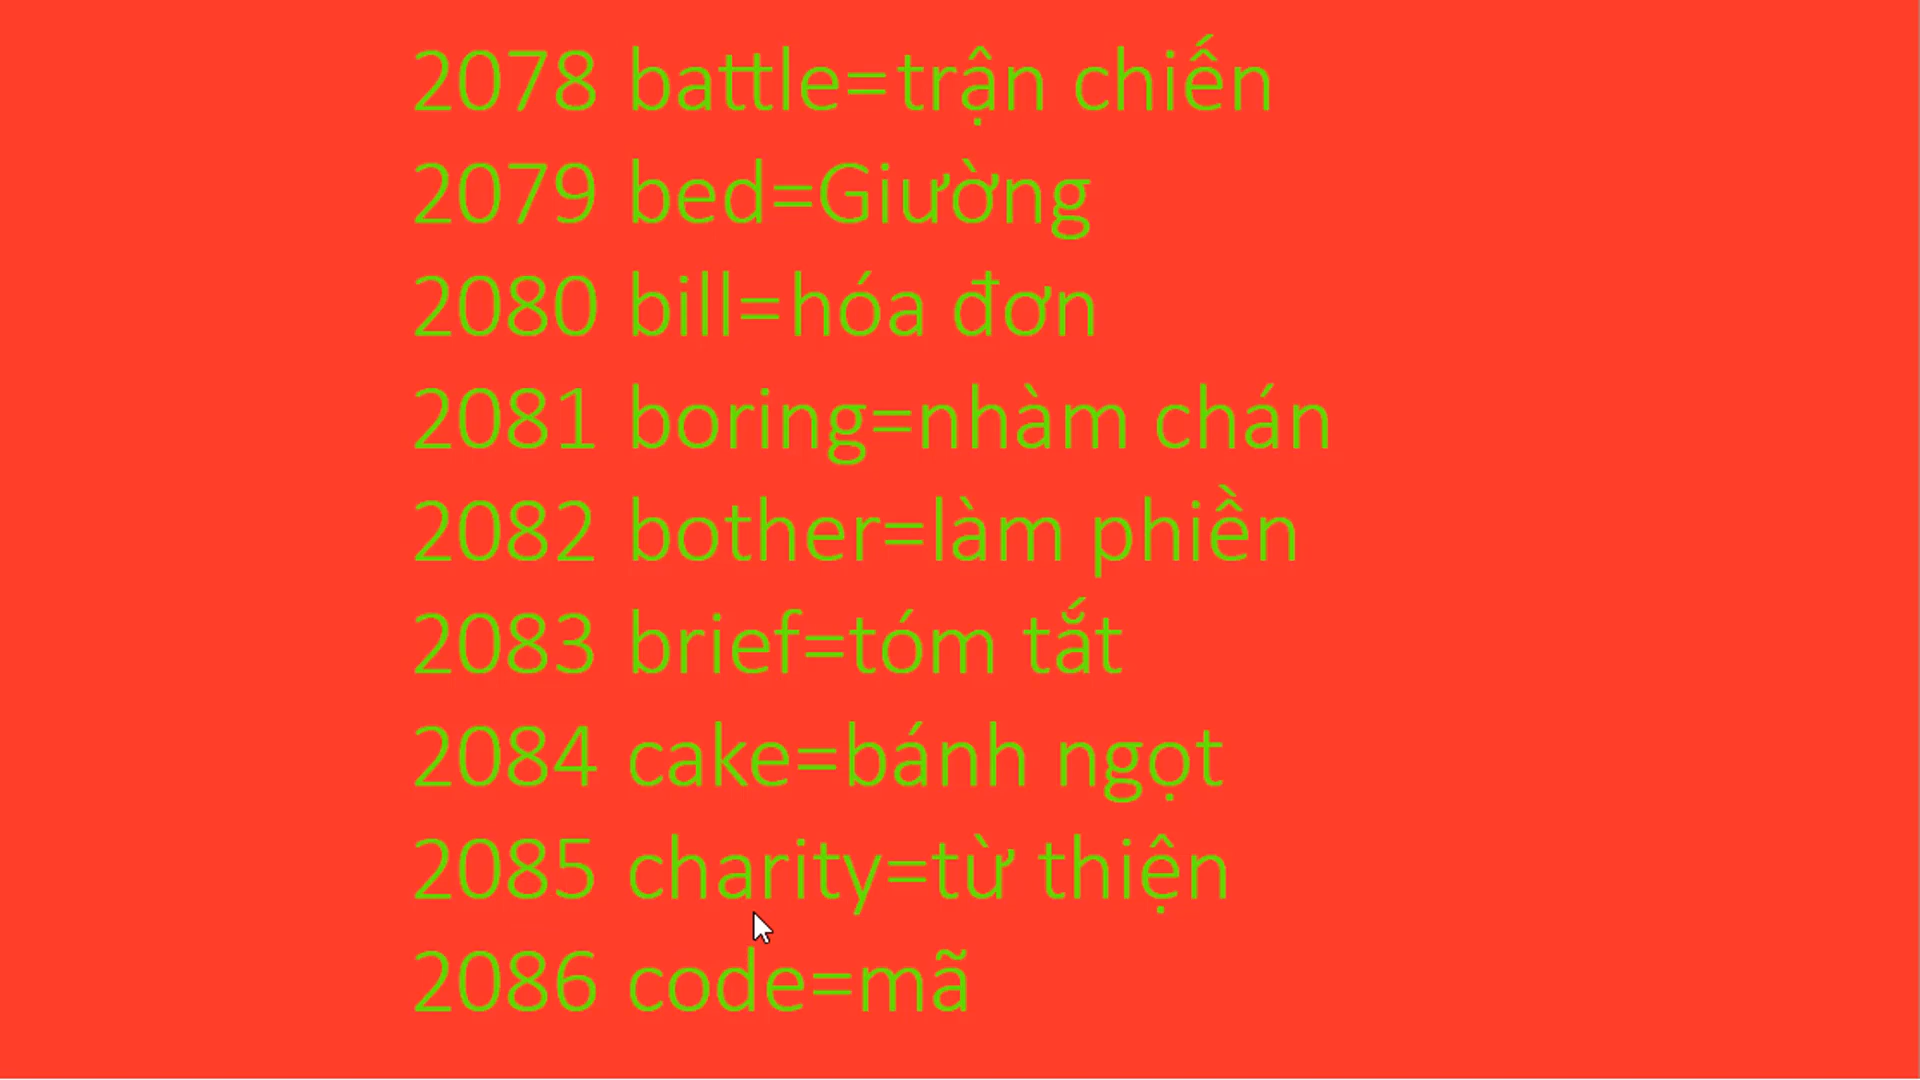 2078 battle=trận chiến
2079 bed=Giường
2080 bill=hóa đơn
2081 boring=nhàm chán
2082 bother=làm phiền
2083 brief=tóm tắt
2084 cake=bánh ngọt
2085 charity=từ thiện
2086 code=mã